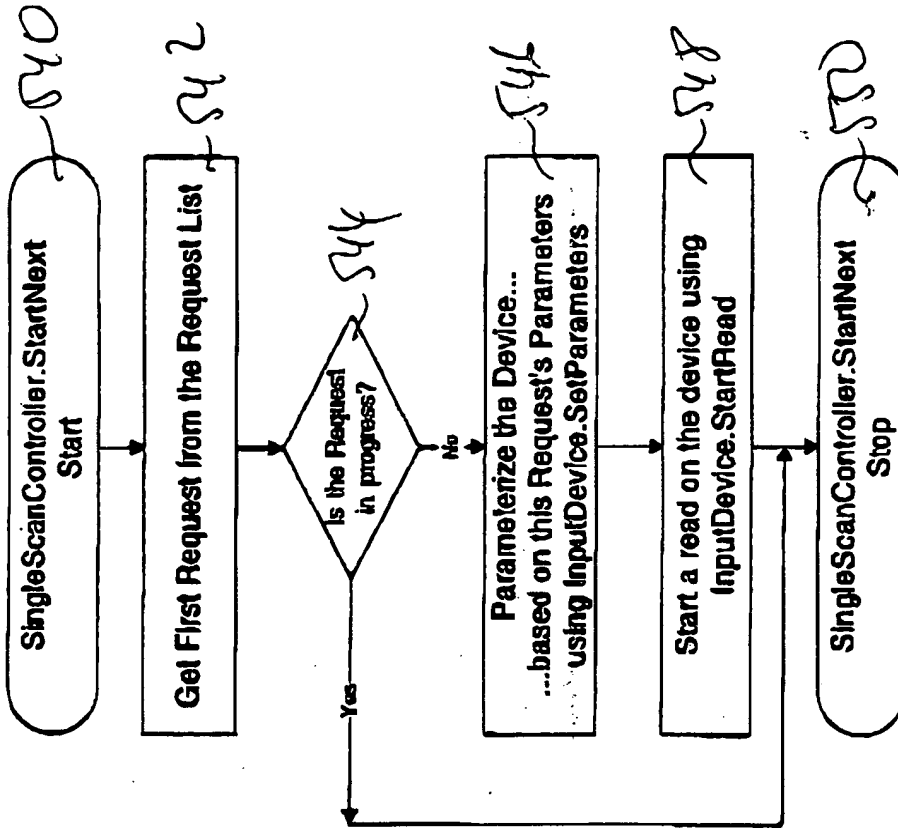 SingleScanController.StartNext
Start
540
Get First Request from the Request List
542
Is the Request
in progress?
544
Yes
No
Parameterize the Device...
...based on this Request's Parameters
using InputDevice.SetParameters
546
Start a read on the device using
InputDevice.StartRead
548
SingleScanController.StartNext
Stop
550